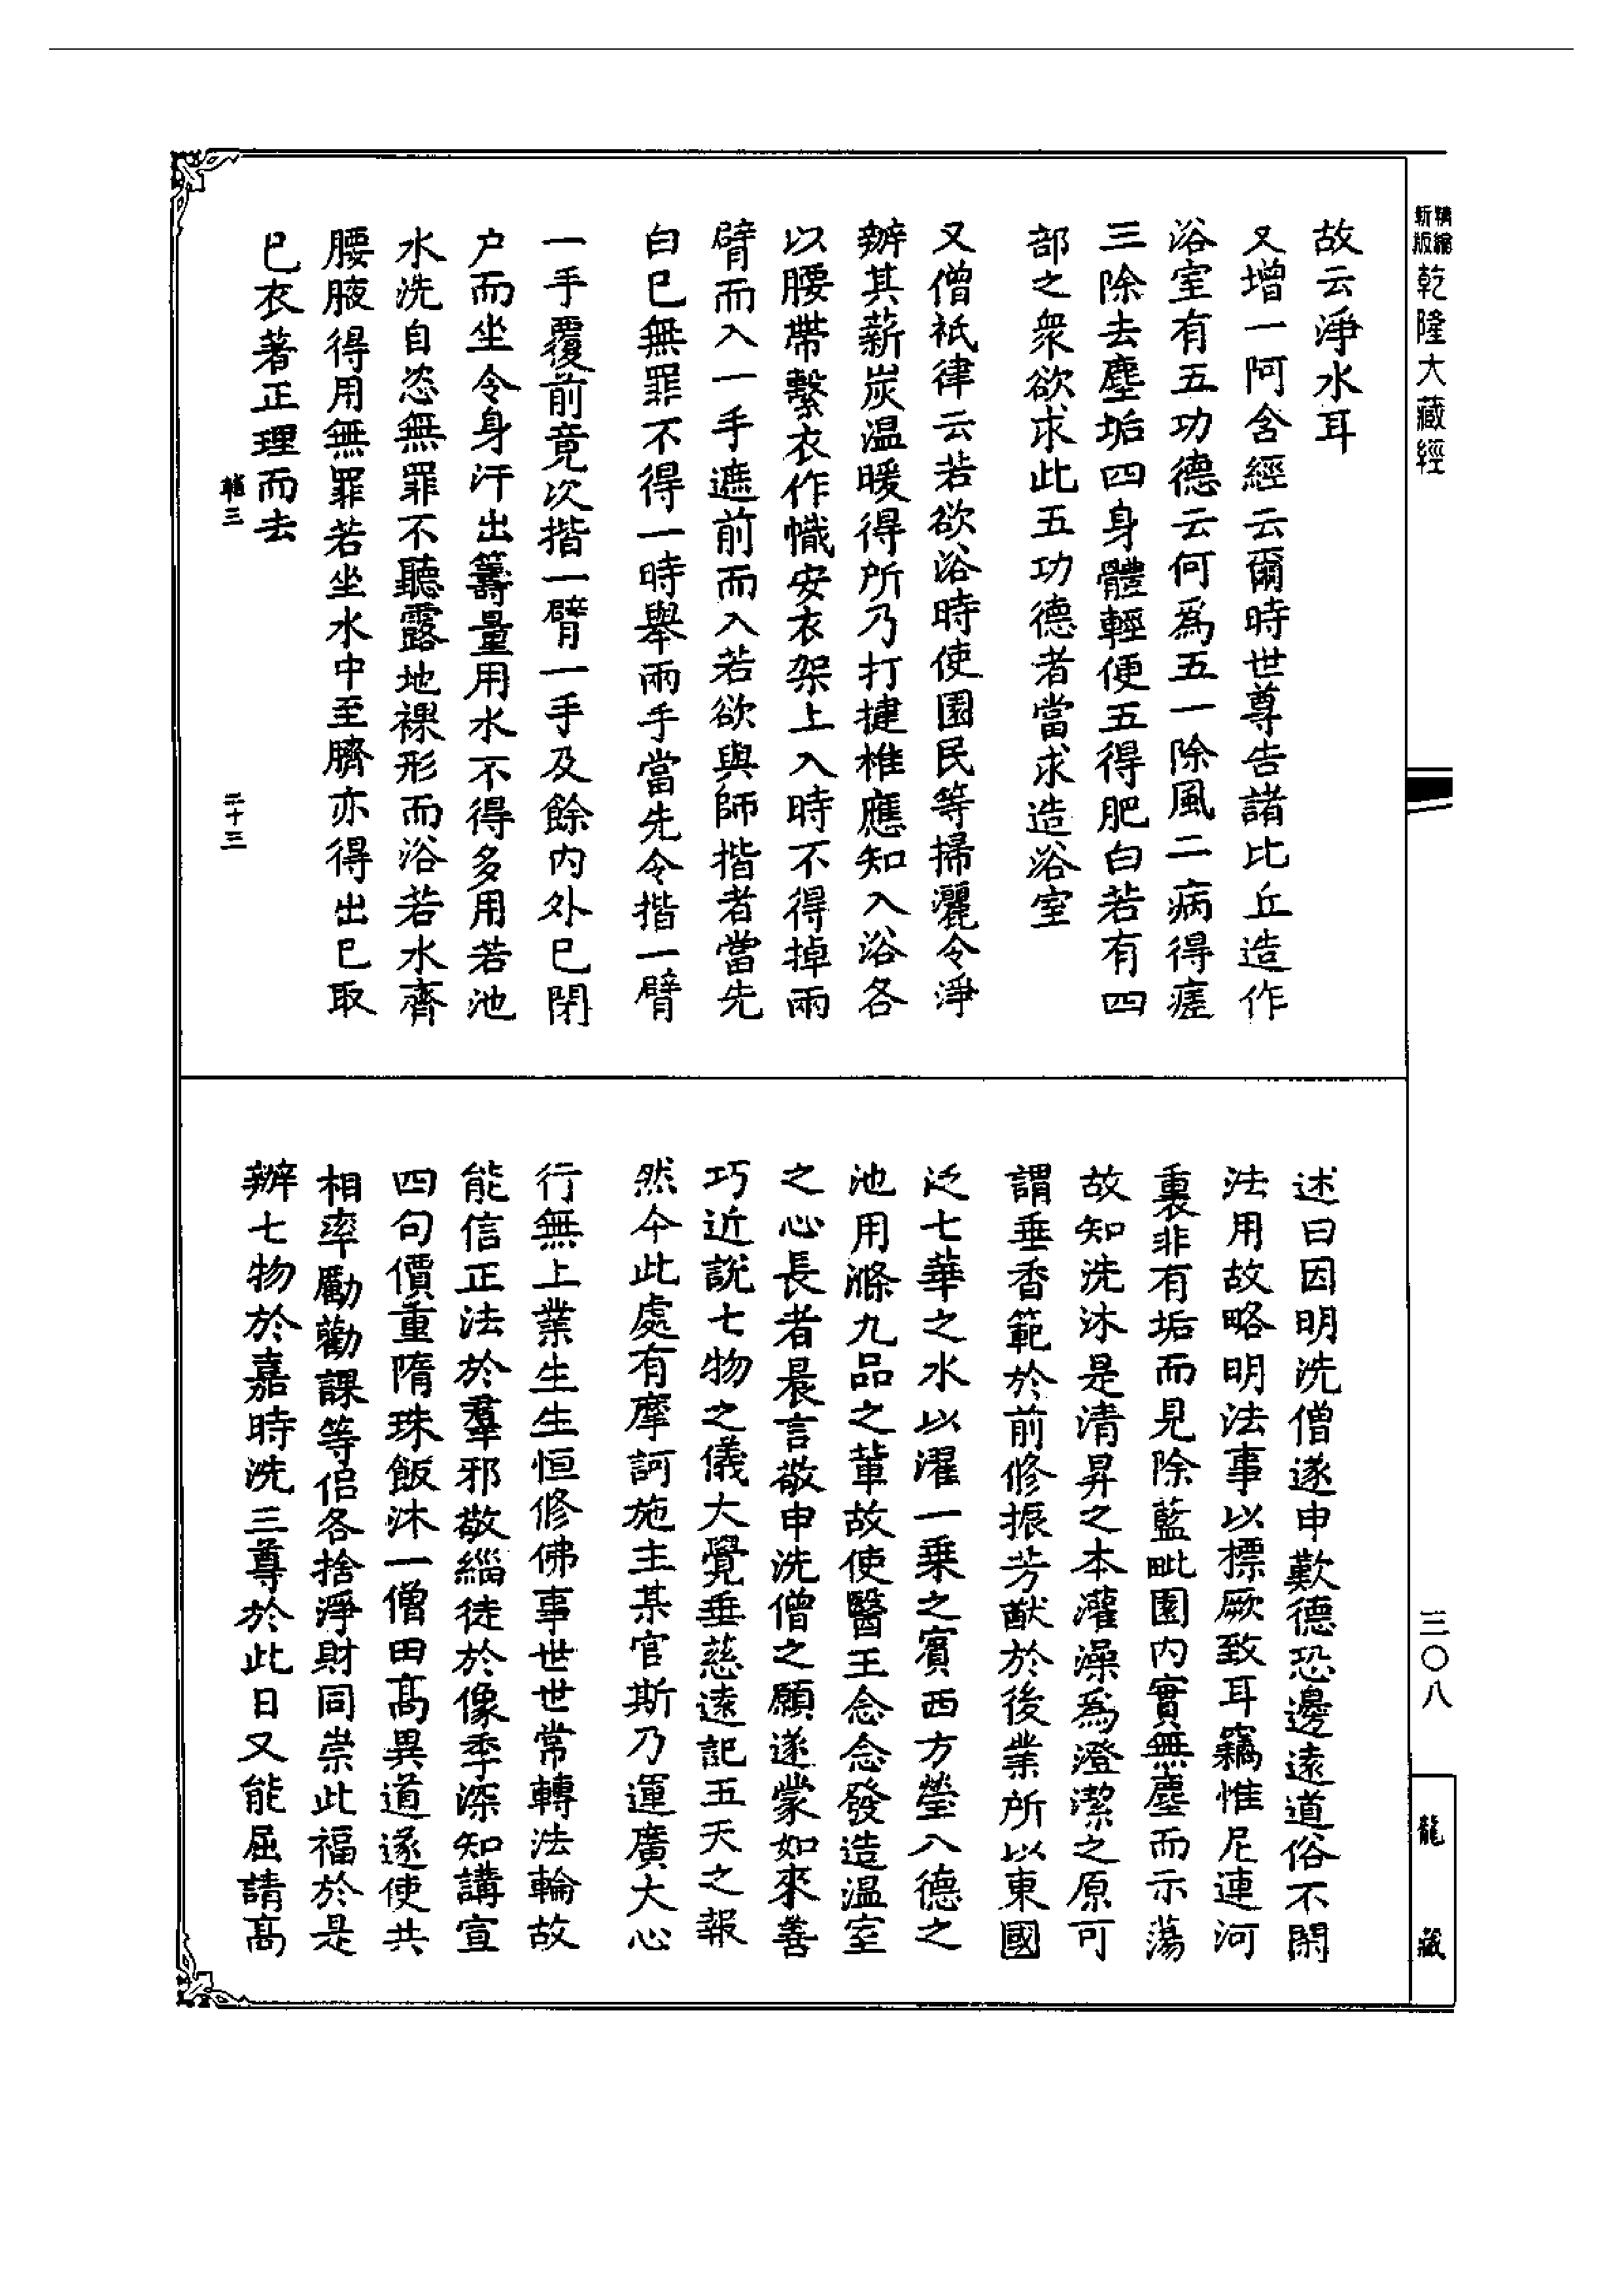 精縮新版乾隆大藏經
故云淨水耳
又增一阿含經云爾時世尊告諸比丘造作
浴室有五功德云何為五一除風二病得瘥
三除去塵垢四身體輕便五得肥白若有四
部之衆欲求此五功德者當求造浴室
又僧祇律云若欲浴時使園民等掃灑令淨
辦其薪炭温暖得所乃打揵椎應知入浴各
以腰帶繫衣作幟安衣架上入時不得掉兩
臂而入一手遮前而入若欲與師揩者當先
白已無罪不得一時舉兩手當先令揩一臂
一手覆前竟次揩一臂一手及餘内外已閉
户而坐令身汗出籌量用水不得多用若池
水洗自恣無罪不聽露地裸形而浴若水齊
腰腋得用無罪若坐水中至臍亦得出已取
已衣著正理而去
輶三
二十三
三〇八
龍藏
述曰因明洗僧遂申歎德恐邊遠道俗不閑
法用故略明法事以標厥致耳竊惟尼連河
裏非有垢而見除藍毗園内實無塵而示蕩
故知洗沐是清昇之本灌澡為澄潔之原可
謂垂香範於前修振芳猷於後業所以東國
泛七華之水以濯一乗之賓西方瑩八德之
池用滌九品之輩故使醫王念念發造温室
之心長者晨言敬申洗僧之願遂蒙如來善
巧近說七物之儀大覺垂慈遠記五天之報
然今此處有摩訶施主某官斯乃運廣大心
行無上業生生恒修佛事世世常轉法輪故
能信正法於羣邪敬緇徒於像季深知講宣
四句價重隋珠飯沐一僧田髙異道遂使共
相率勵勸課等侣各捨淨財同崇此福於是
辦七物於嘉時洗三尊於此日又能屈請髙